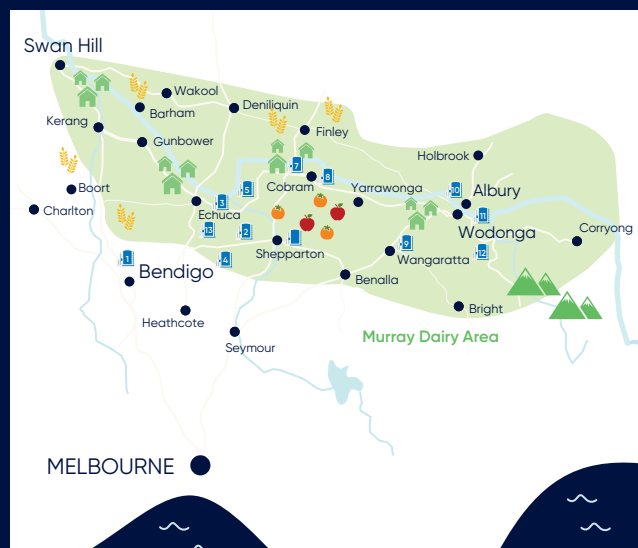 Swan Hill
Wakool
Deniliquin
Barham
Kerang
Finley
Gunbower
Holbrook
7
8
Boort
Cobram
Yarrawonga
5
10
Albury
3
Charlton
Echuca
11
13
2
Wodonga
Corryong
9
Shepparton
12
1
4
Wangaratta
Bendigo
Benalla
Bright
Heathcote
Murray Dairy Area
Seymour
MELBOURNE